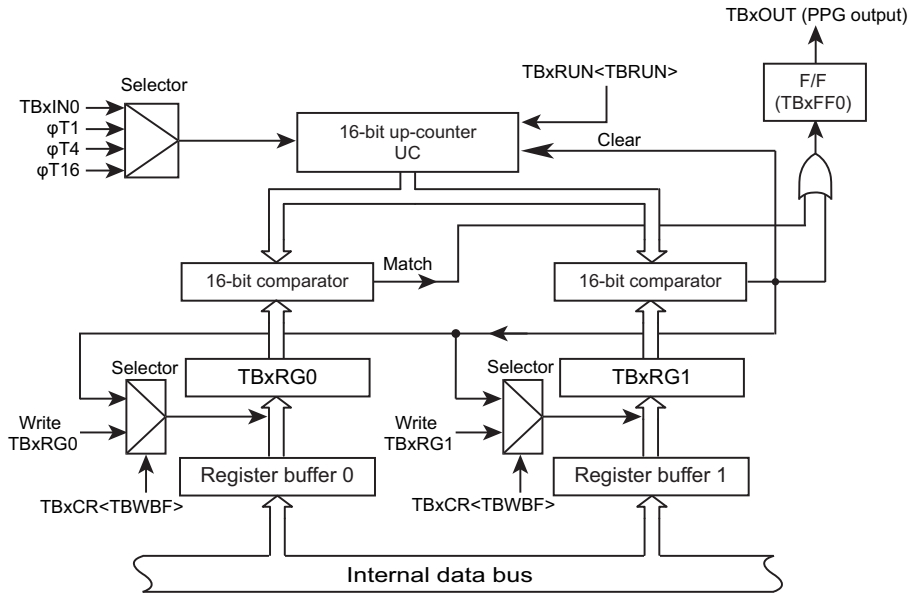 TBxOUT (PPG output)
F/F
(TBxFF0)
Selector
TBxIN0
φT1
φT4
φT16
TBxRUN<TBRUN>
16-bit up-counter
UC
Clear
16-bit comparator
Match
16-bit comparator
Selector
TBxRG0
Selector
TBxRG1
Write
TBxRG0
Write
TBxRG1
Register buffer 0
Register buffer 1
TBxCR<TBWBF>
TBxCR<TBWBF>
Internal data bus